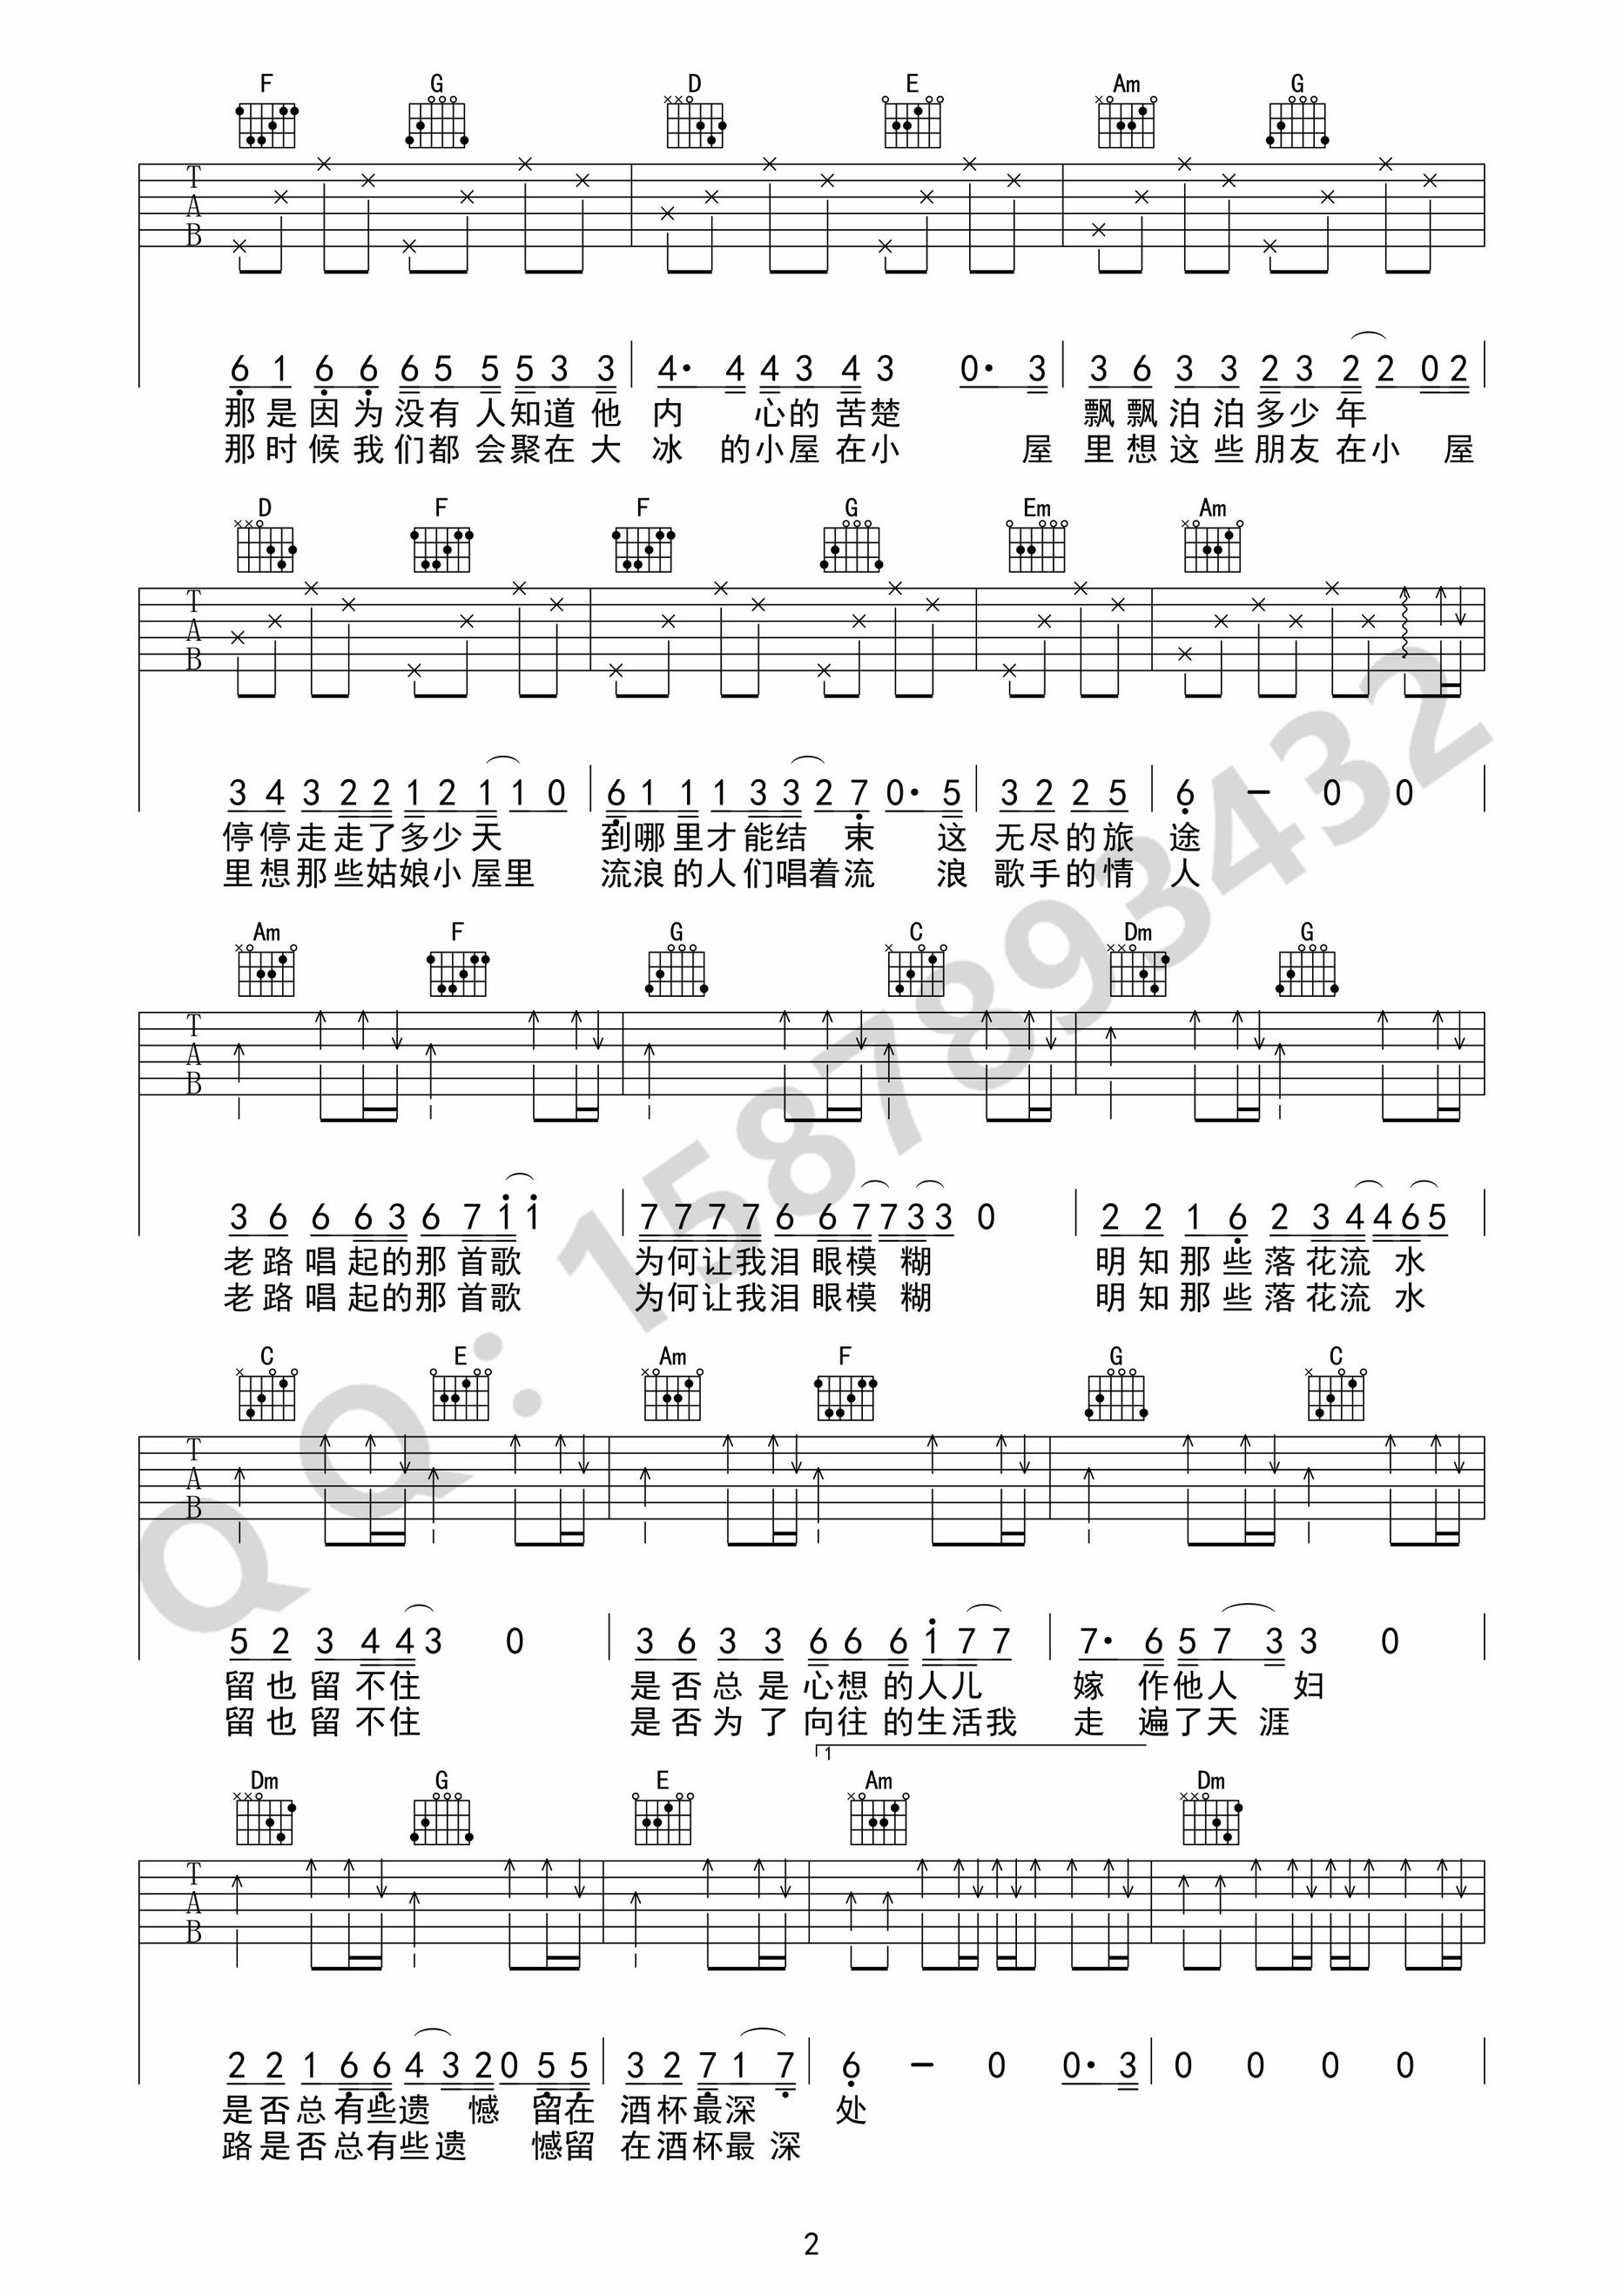 F G D E Am G
T
A
B
6 1 6 6 6 5 5 5 3 3 4· 4 4 3 4 3 0· 3 3 6 3 3 2 3 2 2 0 2
那是因为没有人知道他内 心的苦楚 飘飘泊泊多少年
那时候我们都会聚在大冰 的小屋在小 屋里想这些朋友在小 屋
D F F G Em Am
T
A
B
3 4 3 2 2 1 2 1 1 0 6 1 1 1 3 3 2 7 0· 5 3 2 2 5 6 － 0 0
停停走走了多少天 到哪里才能结 束 这无尽的旅途
里想那些姑娘小屋里 流浪的人们唱着流 浪歌手的情人
Am F G C Dm G
T
A
B
3 6 6 6 3 6 7 1 1 7 7 7 7 6 6 7 7 3 3 0 2 2 1 6 2 3 4 4 6 5
老路唱起的那首歌 为何让我泪眼模 糊 明知那些落花流 水
老路唱起的那首歌 为何让我泪眼模 糊 明知那些落花流 水
C E Am F G C
T
A
B
5 2 3 4 4 3 0 3 6 3 3 6 6 6 1 7 7 7· 6 5 7 3 3 0
留也留不住 是否总是心想的人儿 嫁 作他人 妇
留也留不住 是否为了向往的生活我 走 遍了天 涯
1
Dm G E Am Dm
T
A
B
2 2 1 6 6 4 3 2 0 5 5 3 2 7 1 7 6 － 0 0· 3 0 0 0 0
是否总有些遗 憾 留在酒杯最深 处
路是否总有些遗 憾留在酒杯最 深
2
QQ：1587893432